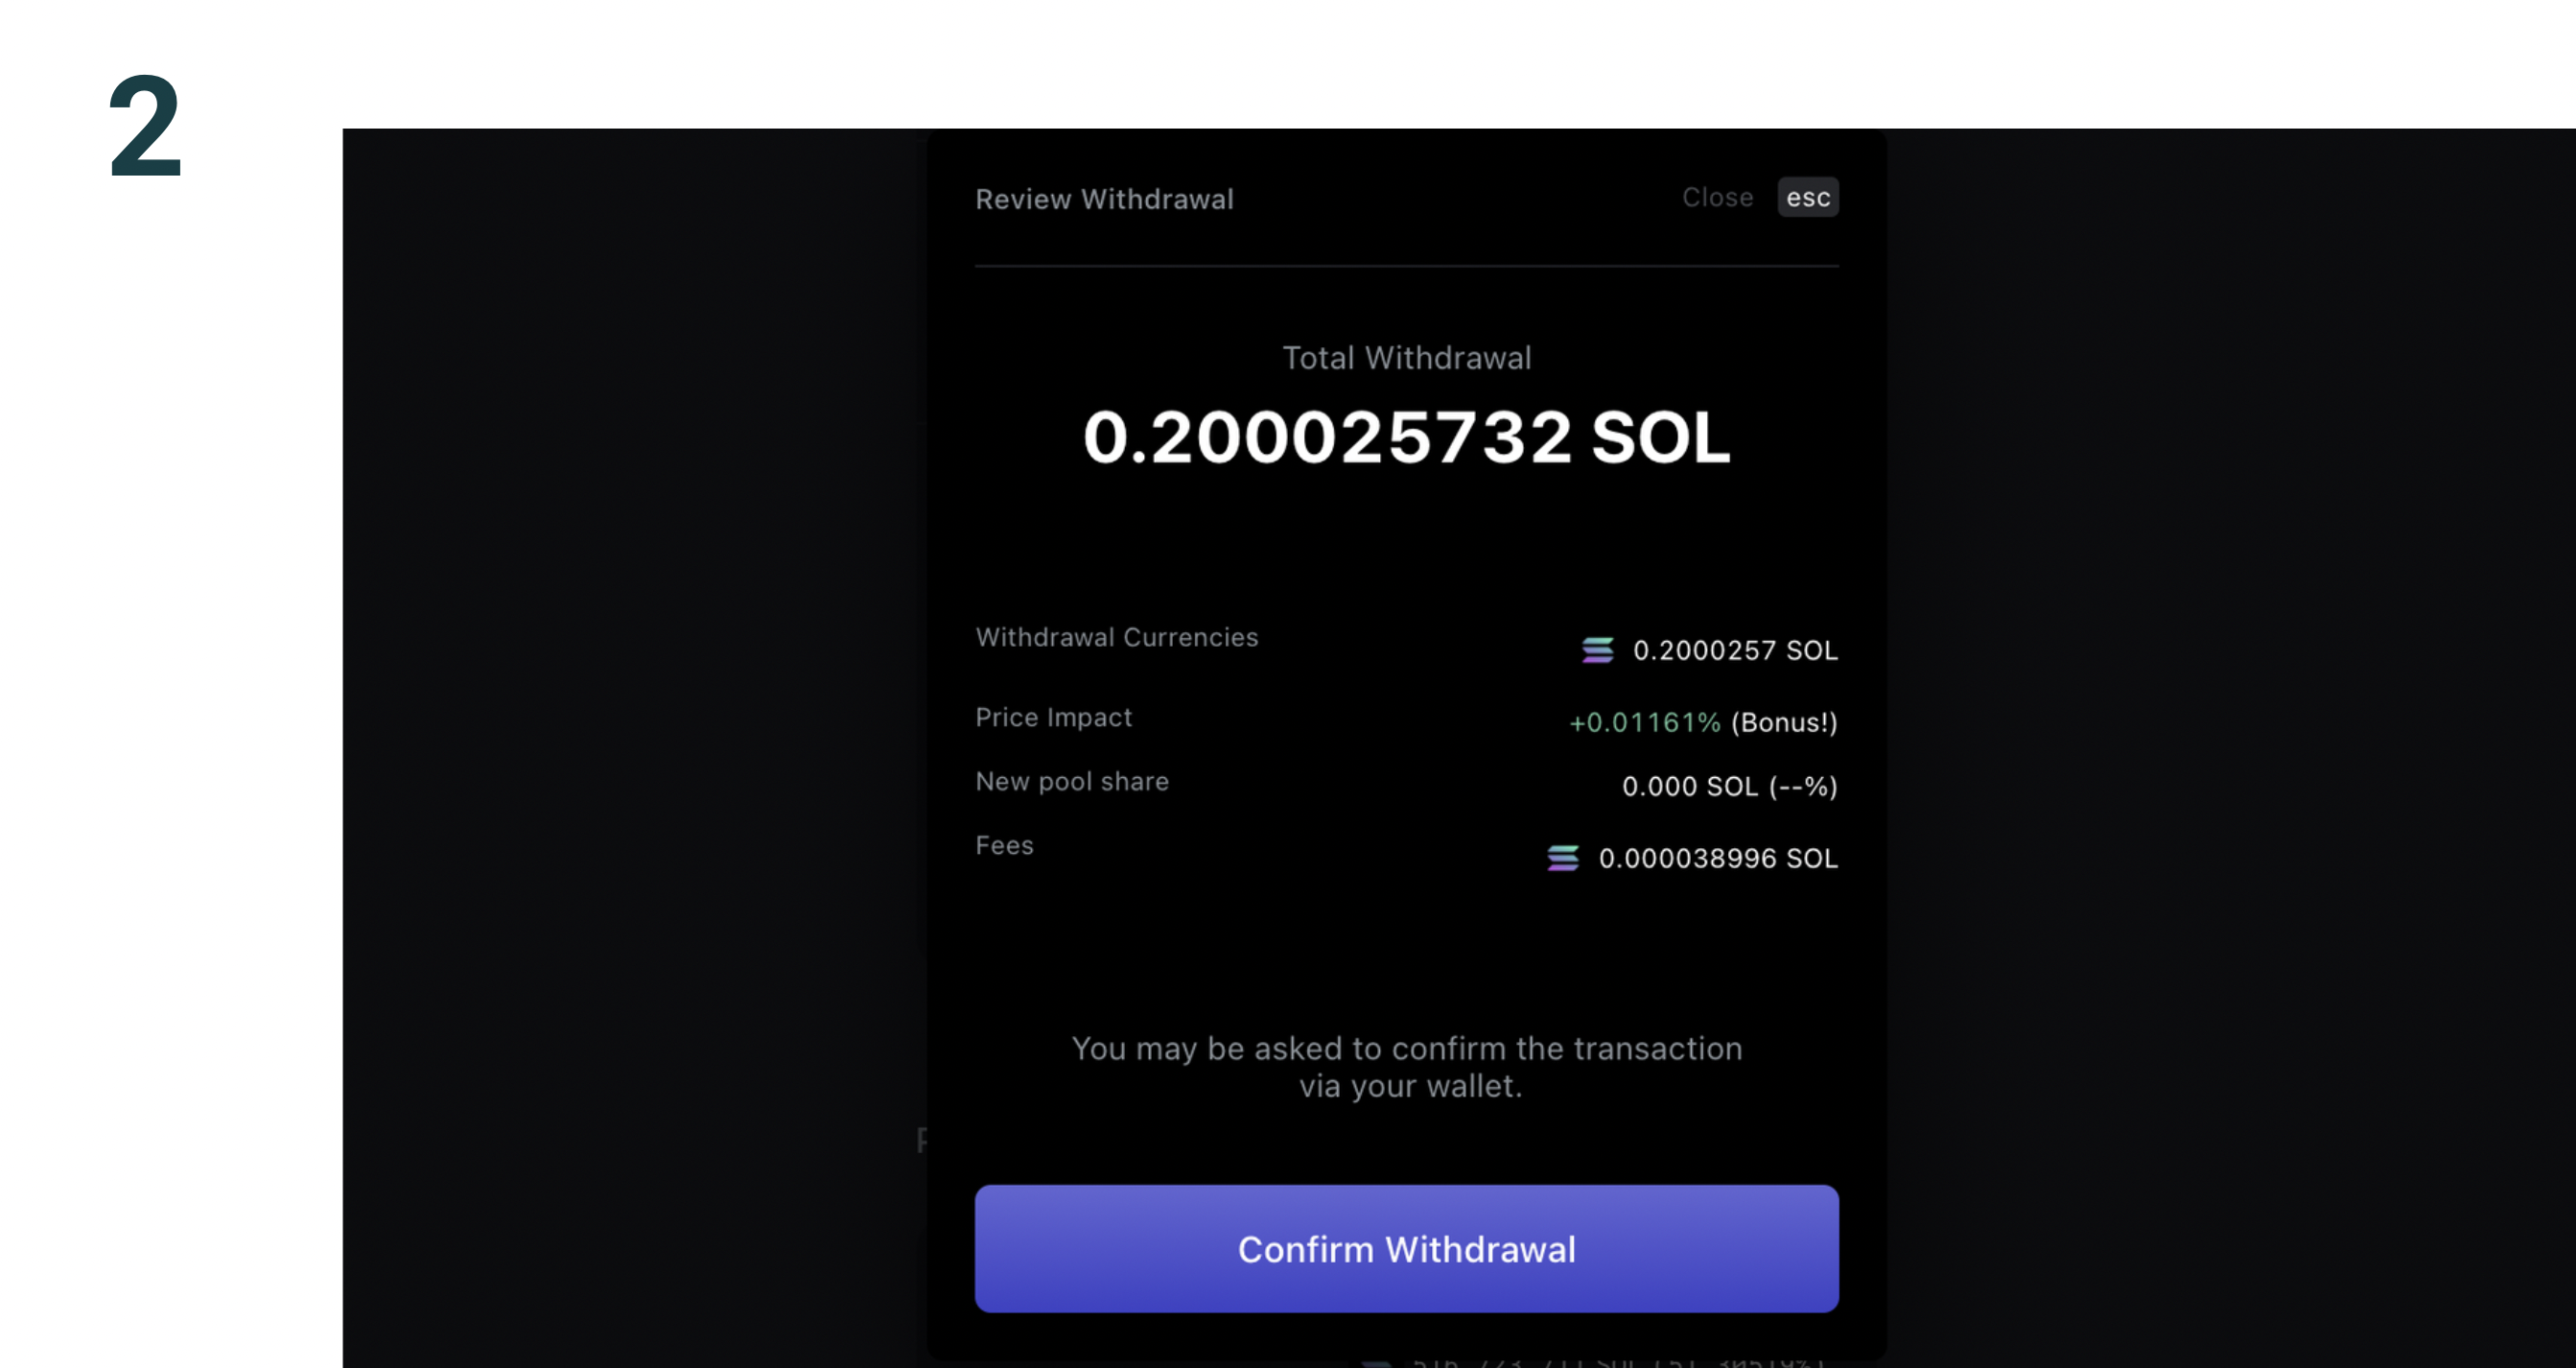 2
Review Withdrawal
Close esc
Total Withdrawal
0.200025732 SOL
Withdrawal Currencies
0.2000257 SOL
Price Impact
+0.01161% (Bonus!)
New pool share
0.000 SOL (--%)
Fees
0.000038996 SOL
You may be asked to confirm the transaction
via your wallet.
Confirm Withdrawal